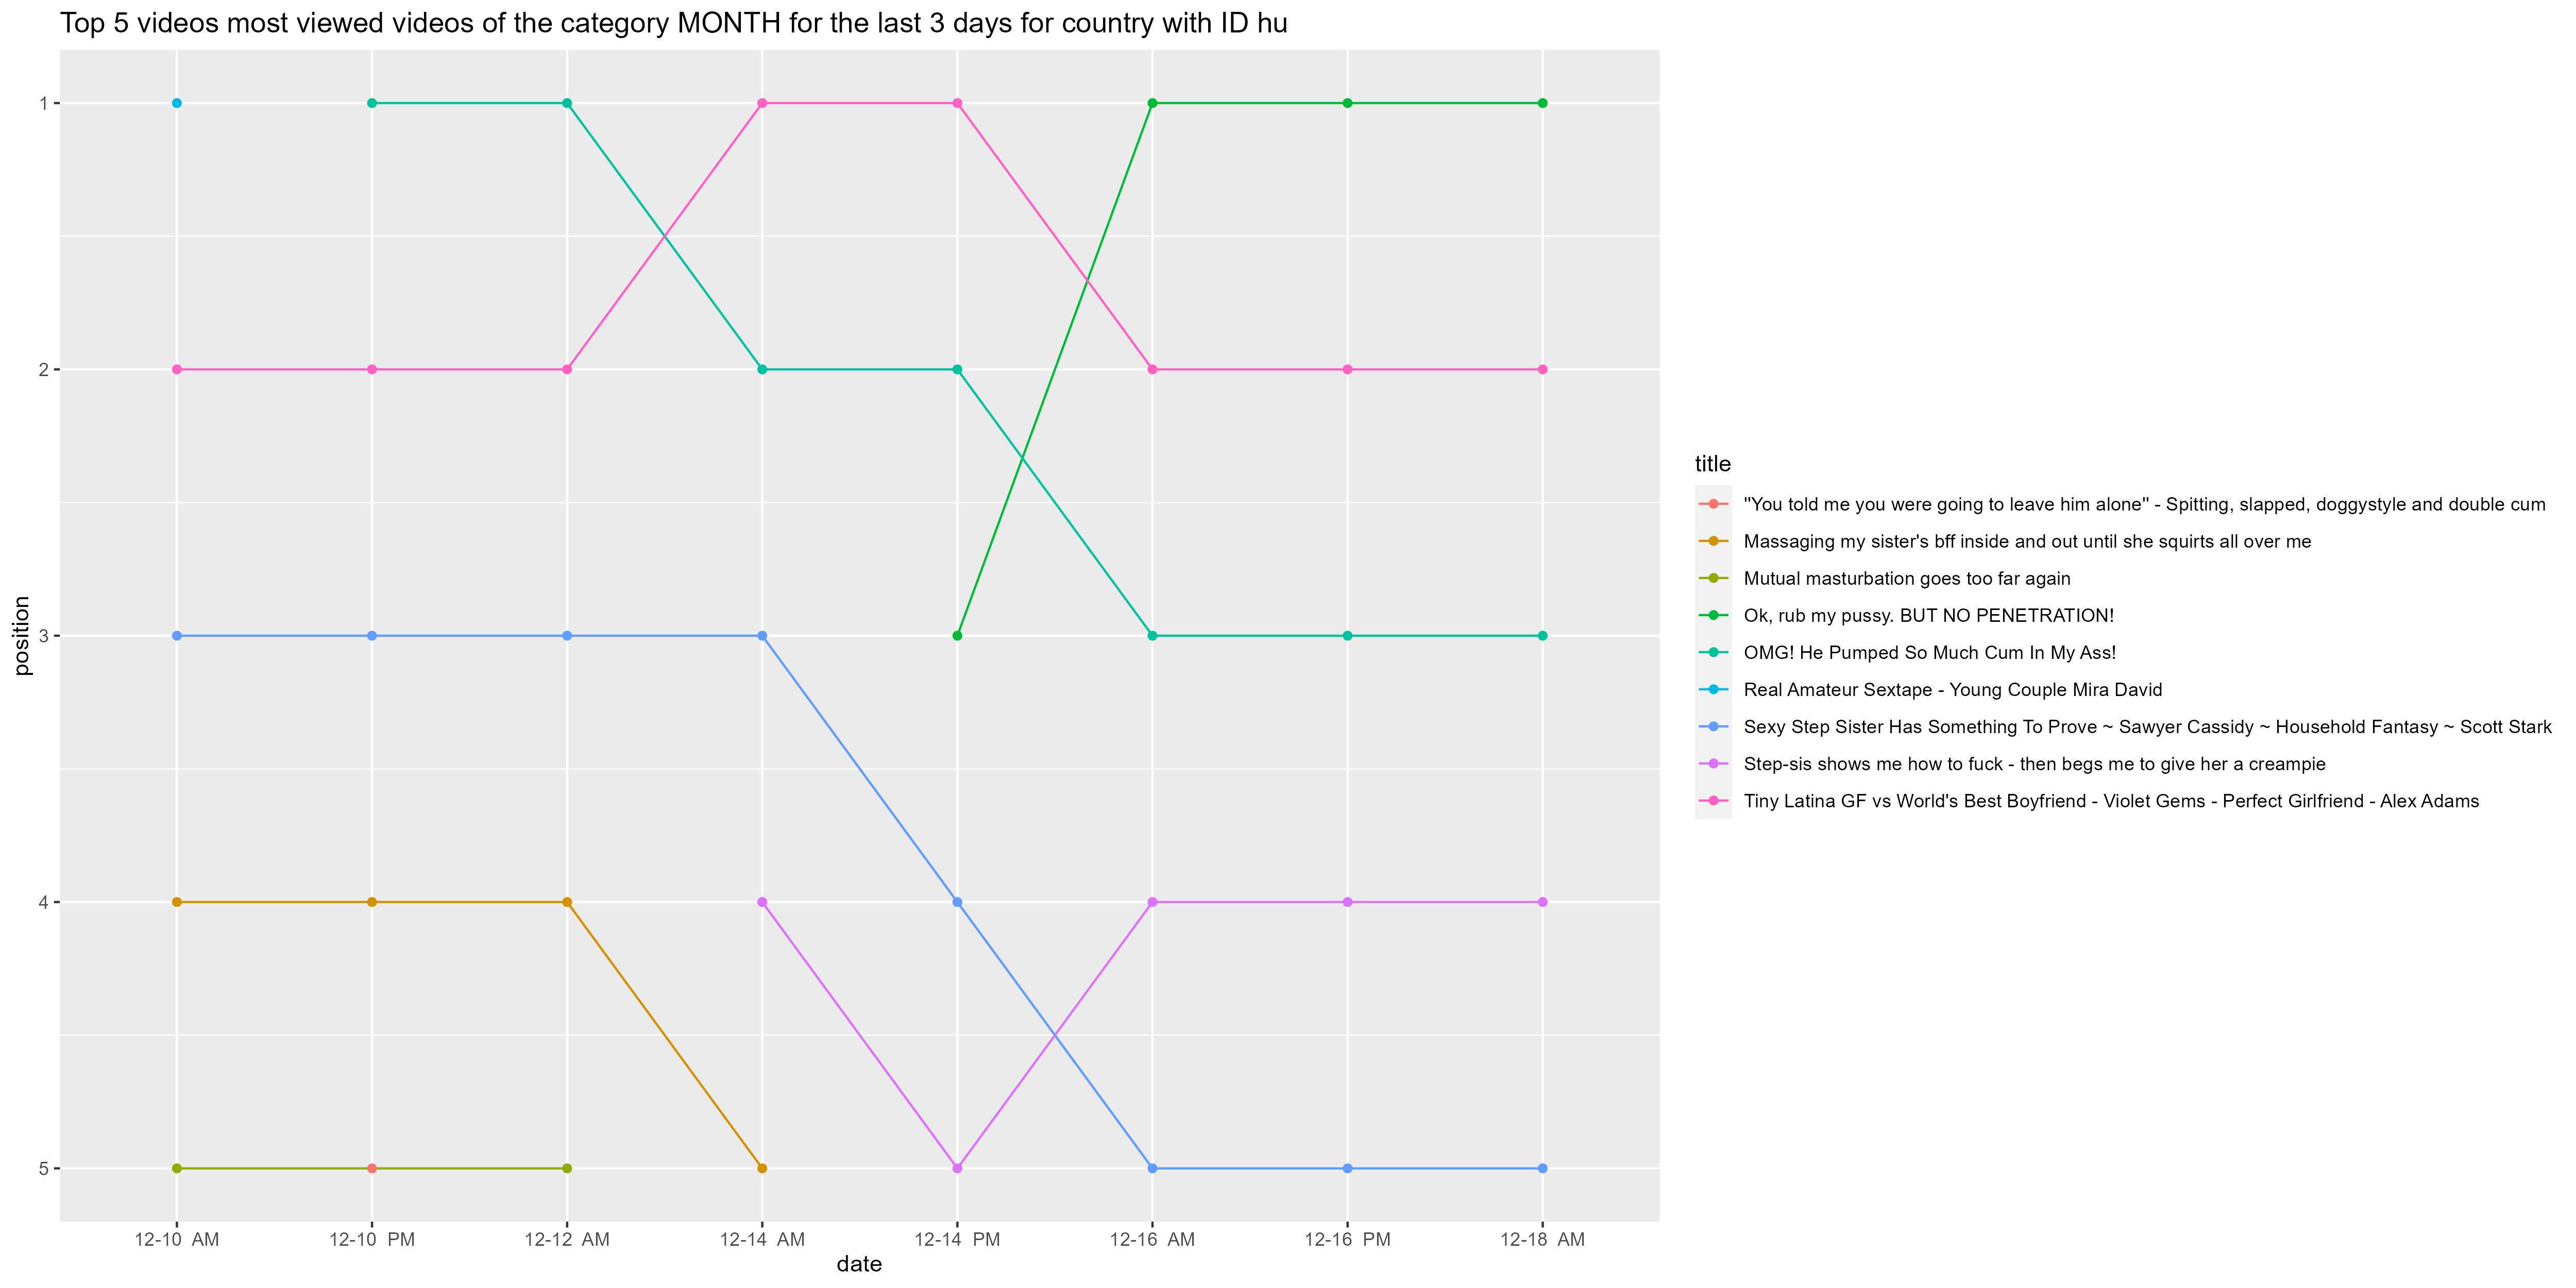 Top 5 videos most viewed videos of the category MONTH for the last 3 days for country with ID hu
1
2
3
4
5
position
12-10 AM
12-10 PM
12-12 AM
12-14 AM
12-14 PM
12-16 AM
12-16 PM
12-18 AM
date
title
"You told me you were going to leave him alone" - Spitting, slapped, doggystyle and double cum
Massaging my sister's bff inside and out until she squirts all over me
Mutual masturbation goes too far again
Ok, rub my pussy. BUT NO PENETRATION!
OMG! He Pumped So Much Cum In My Ass!
Real Amateur Sextape - Young Couple Mira David
Sexy Step Sister Has Something To Prove ~ Sawyer Cassidy ~ Household Fantasy ~ Scott Stark
Step-sis shows me how to fuck - then begs me to give her a creampie
Tiny Latina GF vs World's Best Boyfriend - Violet Gems - Perfect Girlfriend - Alex Adams